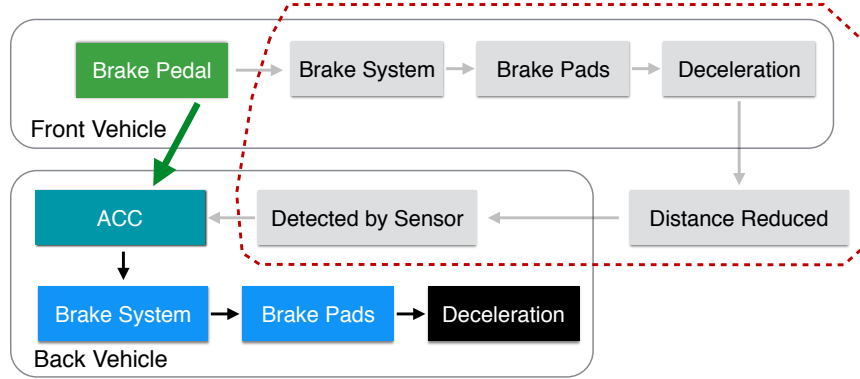 Brake Pedal
Brake System
Brake Pads
Deceleration
Front Vehicle
ACC
Detected by Sensor
Distance Reduced
Brake System
Brake Pads
Deceleration
Back Vehicle